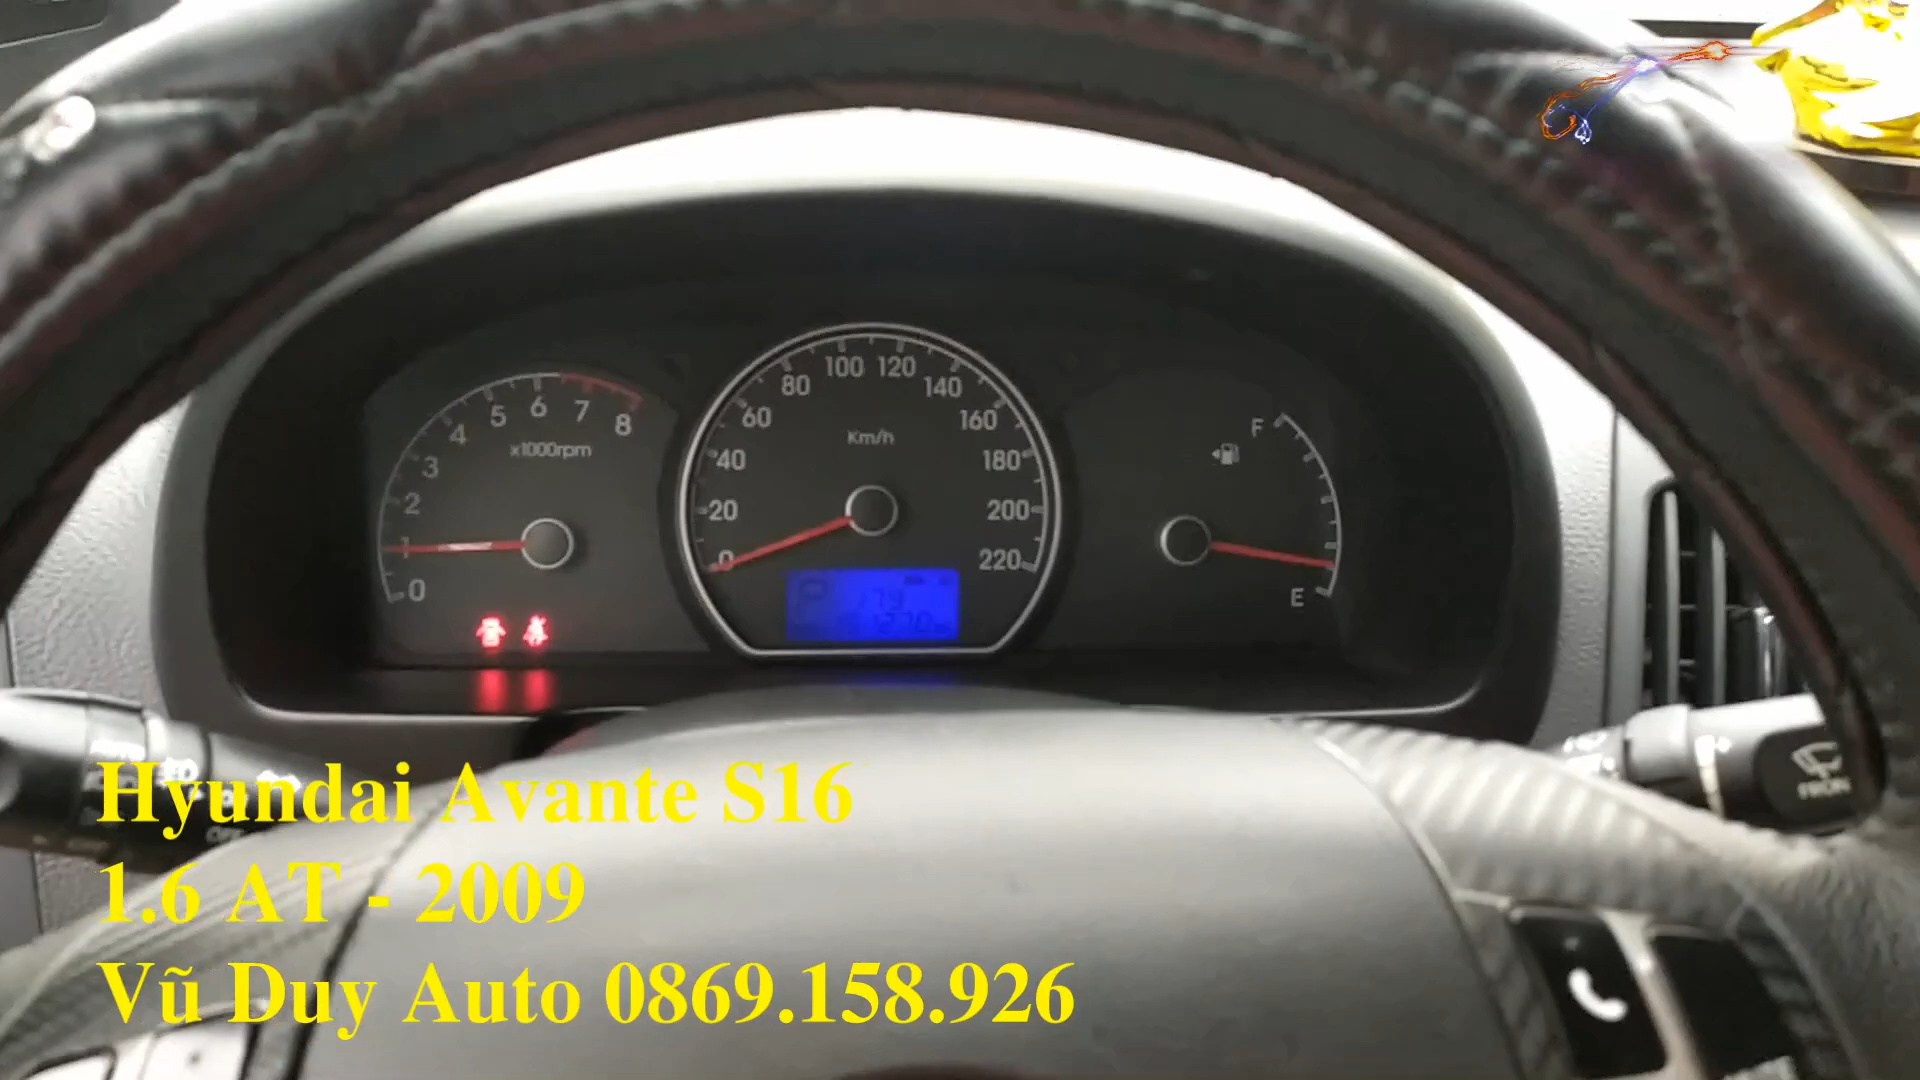 5 6 7 8
4
3
2
1
0
x1000rpm
80 100 120 140
60 160
40 180
20 200
0 220
Km/h
P
F
E
Hyundai Avante S16
1.6 AT - 2009
Vũ Duy Auto 0869.158.926